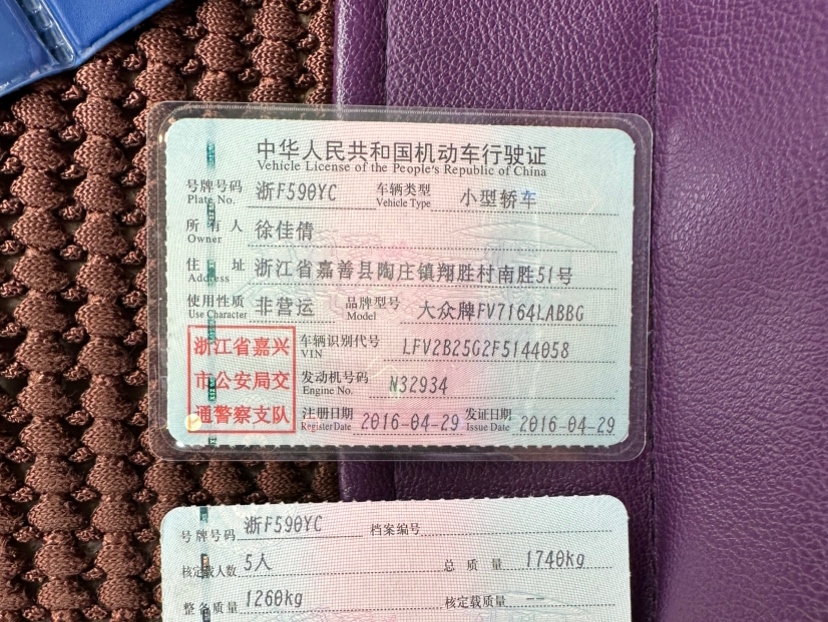 中华人民共和国机动车行驶证
Vehicle License of the People's Republic of China
号牌号码 浙F590YC 车辆类型 小型轿车
Plate No. Vehicle Type
所有人 徐佳倩
Owner
住址 浙江省嘉善县陶庄镇翔胜村南胜51号
Address
使用性质 非营运 品牌型号 大众牌FV7164LABBG
Use Character Model
浙江省嘉兴 车辆识别代号 LFV2B25G2F5144058
VIN
市公安局交 发动机号码 N32934
Engine No.
通警察支队 注册日期 2016-04-29 发证日期 2016-04-29
Register Date Issue Date
号牌号码 浙F590YC 档案编号
核定载人数 5人 总质量 1740kg
整备质量 1260kg 核定载质量 --